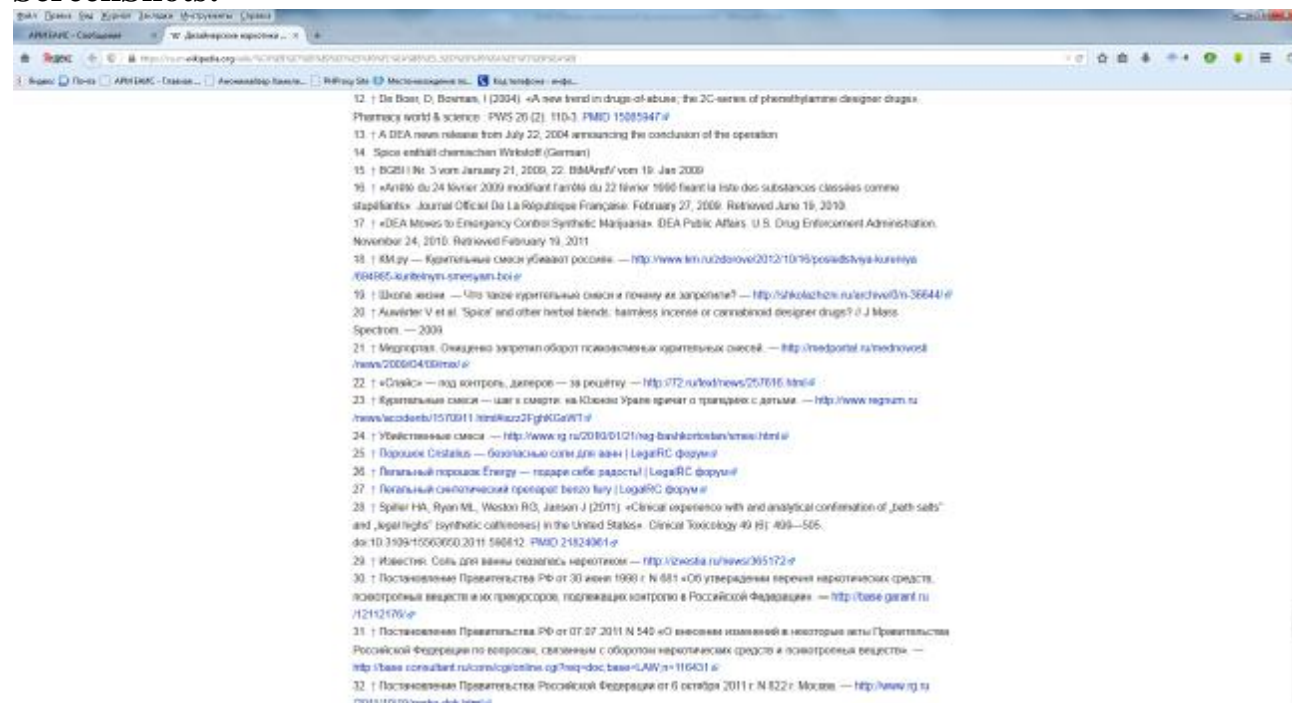 Файл Правка Вид Журнал Закладки Инструменты Справка
АРКТЕАИС - Сообщения Дизайнерские наркотики...
Яндекс
Яндекс Почта
12. ↑ De Boer, D; Bosman, I (2004). «A new trend in drugs-of-abuse; the 2C-series of phenethylamine designer drugs».
Pharmacy world & science : PWS 26 (2): 110-3. PMID 15085947
13. ↑ A DEA news release from July 22, 2004 announcing the conclusion of the operation
14. Spice enthält chemischen Wirkstoff (German)
15. ↑ BGBl I Nr. 3 vom January 21, 2009, 22. BtMÄndV vom 19. Jan 2009
16. ↑ «Arrêté du 24 février 2009 modifiant l'arrêté du 22 février 1990 fixant la liste des substances classées comme
stupéfiants». Journal Officiel De La République Française. February 27, 2009. Retrieved June 19, 2010.
17. ↑ «DEA Moves to Emergency Control Synthetic Marijuana». DEA Public Affairs. U.S. Drug Enforcement Administration.
November 24, 2010. Retrieved February 19, 2011
18. ↑ КМ.ру — Курительные смеси убивают россиян. — http://www.km.ru/zdorove/2012/10/16/posledstviya-kureniya
/694985-kuritelnym-smesyam-boi
19. ↑ Школа жизни. — Что такое курительные смеси и почему их запретили? — http://shkolazhizni.ru/archive/0/n-36644/
20. ↑ Auwärter V et al. 'Spice' and other herbal blends: harmless incense or cannabinoid designer drugs? // J Mass
Spectrom. — 2009.
21. ↑ Медпортал. Онищенко запретил оборот психоактивных курительных смесей. — http://medportal.ru/mednovosti
/news/2009/04/09/mix/
22. ↑ «Спайс» — под контроль, дилеров — за решётку. — http://72.ru/text/news/257616.html
23. ↑ Курительные смеси — шаг к смерти: на Южном Урале кричат о трагедиях с детьми. — http://www.regnum.ru
/news/accidents/1570911.html#ixzz2FghKGaWT
24. ↑ Убийственные смеси. — http://www.rg.ru/2010/01/21/reg-bashkortostan/smesi.html
25. ↑ Порошок Cristalius — безопасные соли для ванн | LegalRC форум
26. ↑ Легальный порошок Energy — подари себе радость! | LegalRC форум
27. ↑ Легальный синтетический препарат benzo fury | LegalRC форум
28. ↑ Spiller HA, Ryan ML, Weston RG, Jansen J (2011). «Clinical experience with and analytical confirmation of „bath salts“
and „legal highs“ (synthetic cathinones) in the United States». Clinical Toxicology 49 (6): 499—505.
doi:10.3109/15563650.2011.590812. PMID 21824061
29. ↑ Известия. Соль для ванны оказалась наркотиком — http://izvestia.ru/news/365172
30. ↑ Постановление Правительства РФ от 30 июня 1998 г. N 681 «Об утверждении перечня наркотических средств,
психотропных веществ и их прекурсоров, подлежащих контролю в Российской Федерации». — http://base.garant.ru
/12112176/
31. ↑ Постановление Правительства РФ от 07.07.2011 N 540 «О внесении изменений в некоторые акты Правительства
Российской Федерации по вопросам, связанным с оборотом наркотических средств и психотропных веществ». —
http://base.consultant.ru/cons/cgi/online.cgi?req=doc;base=LAW;n=116431
32. ↑ Постановление Правительства Российской Федерации от 6 октября 2011 г. N 822 г. Москва. — http://www.rg.ru